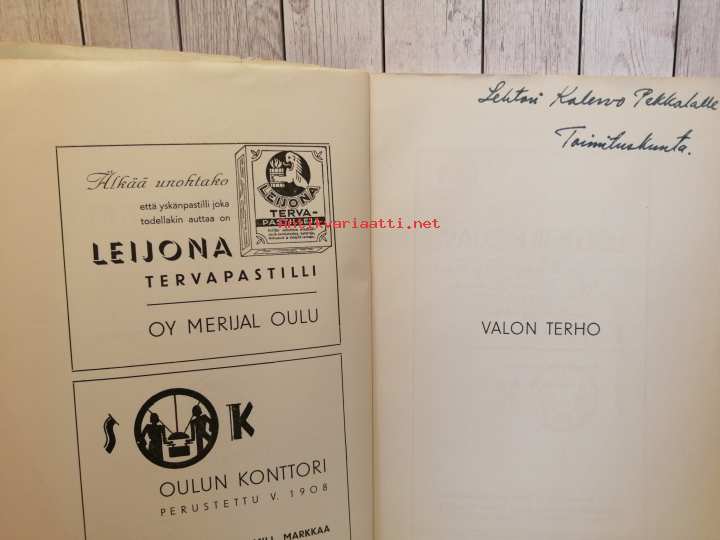 Älkää unohtako
että yskänpastilli joka
todellakin auttaa on
LEIJONA
TERVAPASTILLI
OY MERIJAL OULU
LEIJONA
TERVA-
S O K
OULUN KONTTORI
PERUSTETTU V. 1908
MARKKAA
Lehtori Kalervo Pekkalalle
Toimituskunta.
VALON TERHO
antikvariaatti.net